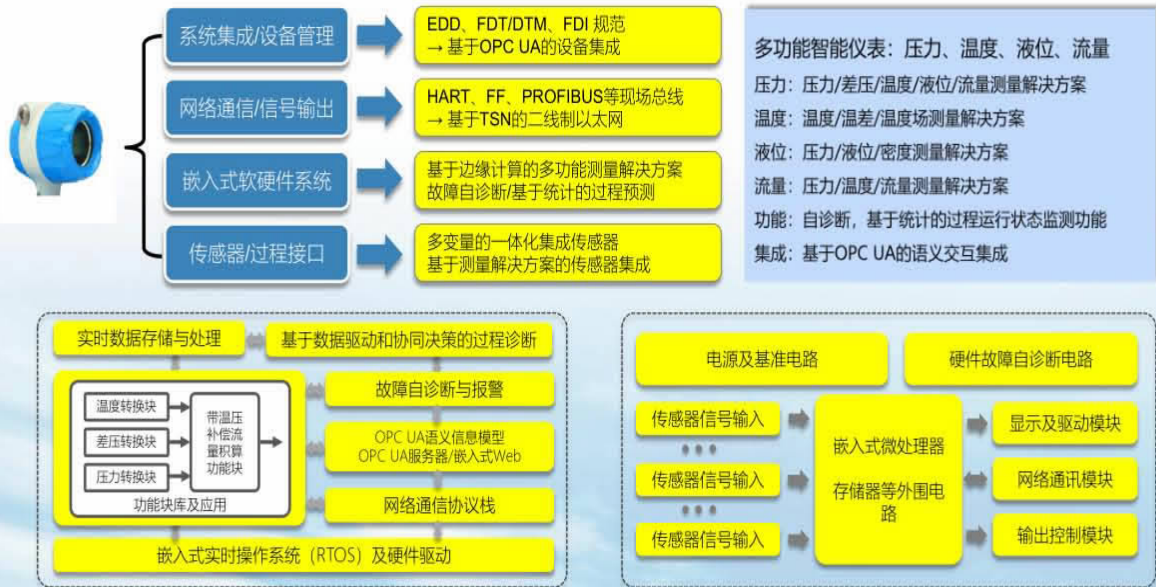 系统集成/设备管理
EDD、FDT/DTM、FDI 规范
→ 基于OPC UA的设备集成
网络通信/信号输出
HART、FF、PROFIBUS等现场总线
→ 基于TSN的二线制以太网
嵌入式软硬件系统
基于边缘计算的多功能测量解决方案
故障自诊断/基于统计的过程预测
传感器/过程接口
多变量的一体化集成传感器
基于测量解决方案的传感器集成
多功能智能仪表：压力、温度、液位、流量
压力：压力/差压/温度/液位/流量测量解决方案
温度：温度/温差/温度场测量解决方案
液位：压力/液位/密度测量解决方案
流量：压力/温度/流量测量解决方案
功能：自诊断，基于统计的过程运行状态监测功能
集成：基于OPC UA的语义交互集成
实时数据存储与处理
基于数据驱动和协同决策的过程诊断
温度转换块
差压转换块
压力转换块
带温压
补偿流
量积算
功能块
功能块库及应用
故障自诊断与报警
OPC UA语义信息模型
OPC UA服务器/嵌入式Web
网络通信协议栈
嵌入式实时操作系统（RTOS）及硬件驱动
电源及基准电路
硬件故障自诊断电路
传感器信号输入
传感器信号输入
传感器信号输入
嵌入式微处理器
存储器等外围电
路
显示及驱动模块
网络通讯模块
输出控制模块